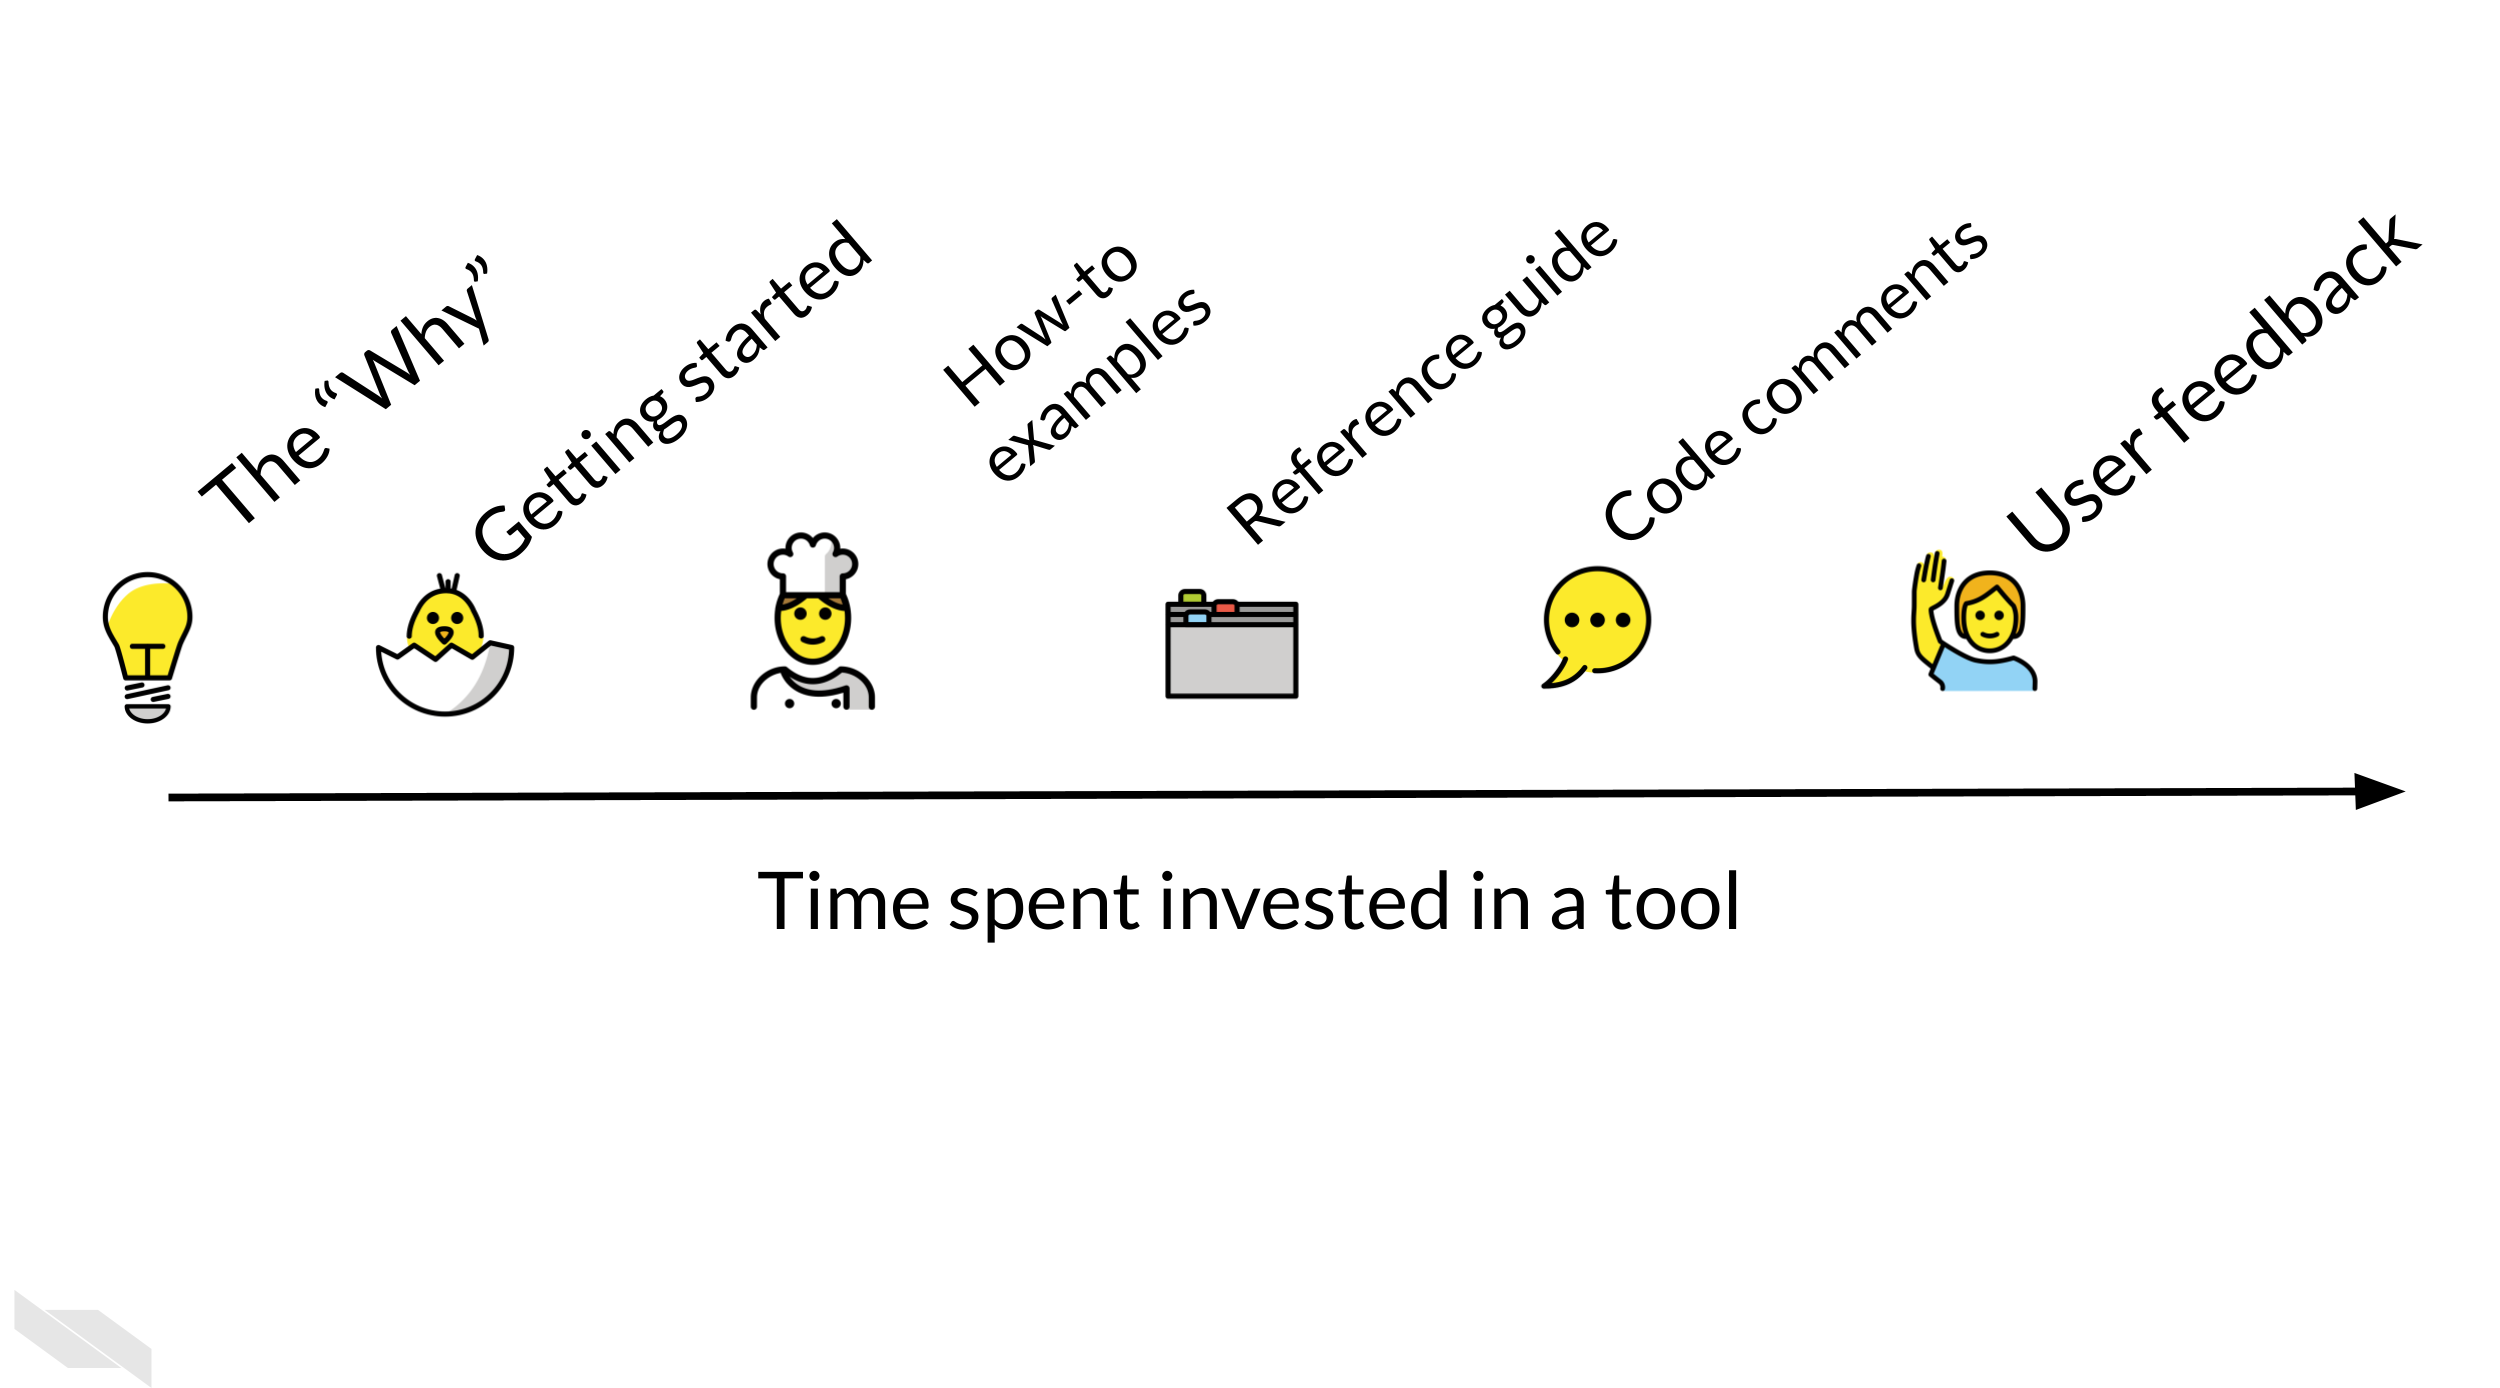 The “Why”
Getting started
How-to
examples
Reference guide
Code comments
User feedback
Time spent invested in a tool